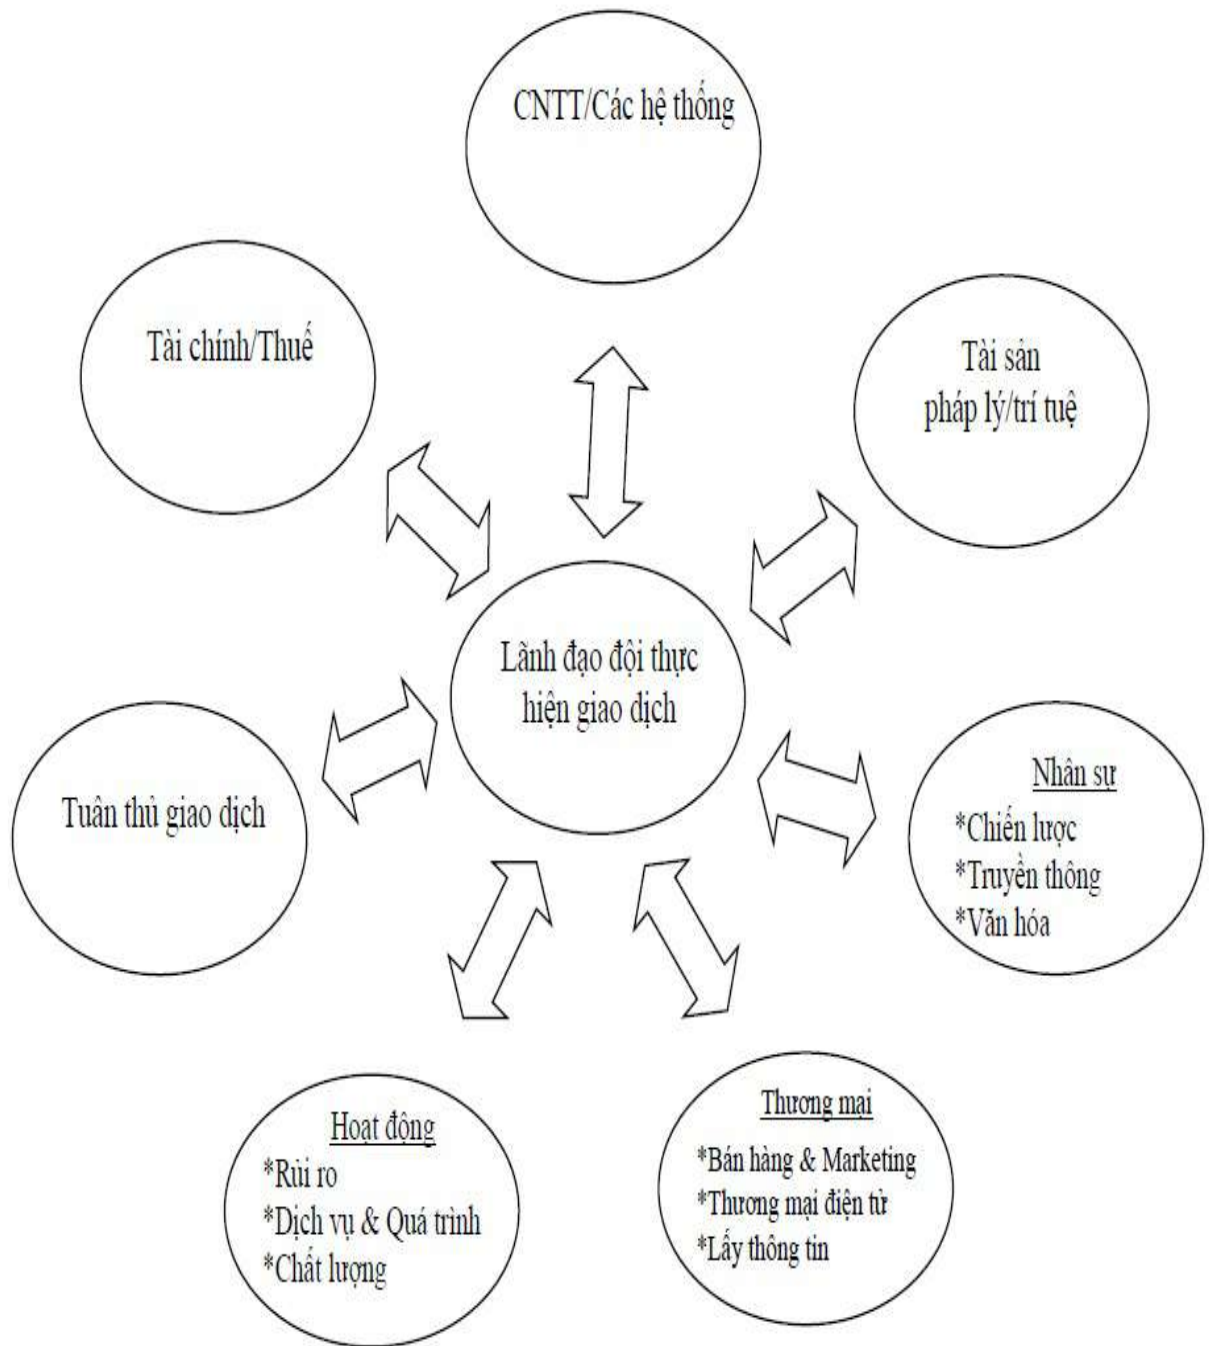 CNTT/Các hệ thống
Tài chính/Thuế
Tài sản
pháp lý/trí tuệ
Lãnh đạo đội thực
hiện giao dịch
Tuân thủ giao dịch
Nhân sự
*Chiến lược
*Truyền thông
*Văn hóa
Hoạt động
*Rủi ro
*Dịch vụ & Quá trình
*Chất lượng
Thương mại
*Bán hàng & Marketing
*Thương mại điện tử
*Lấy thông tin